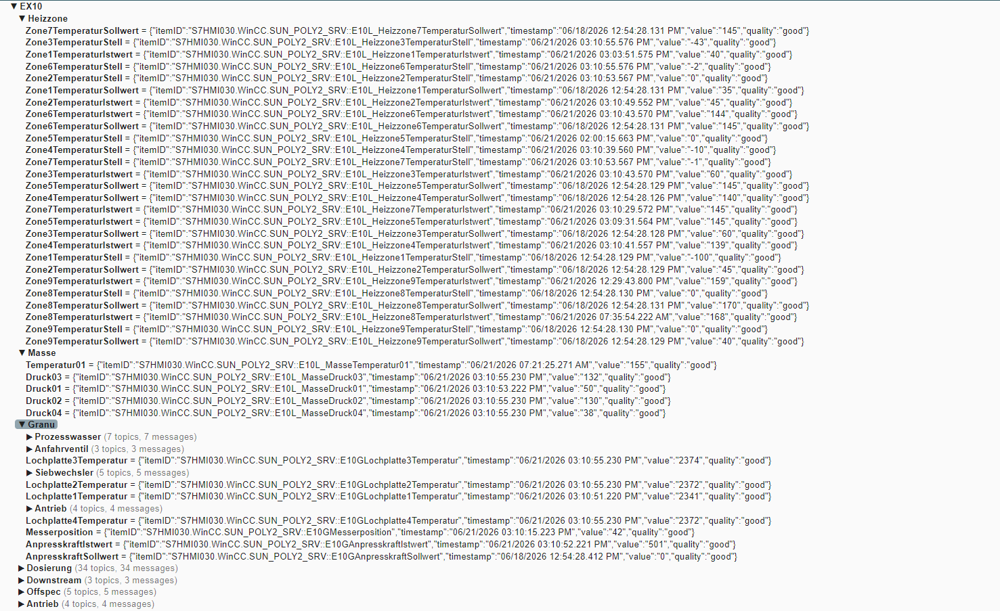 ▼ EX10
▼ Heizzone
Zone7TemperaturSollwert = {"itemID":"S7HMI030.WinCC.SUN_POLY2_SRV::E10L_Heizzone7TemperaturSollwert","timestamp":"06/18/2026 12:54:28.131 PM","value":"145","quality":"good"}
Zone3TemperaturStell = {"itemID":"S7HMI030.WinCC.SUN_POLY2_SRV::E10L_Heizzone3TemperaturStell","timestamp":"06/21/2026 03:10:55.576 PM","value":"-43","quality":"good"}
Zone1TemperaturIstwert = {"itemID":"S7HMI030.WinCC.SUN_POLY2_SRV::E10L_Heizzone1TemperaturIstwert","timestamp":"06/21/2026 03:03:51.575 PM","value":"40","quality":"good"}
Zone6TemperaturStell = {"itemID":"S7HMI030.WinCC.SUN_POLY2_SRV::E10L_Heizzone6TemperaturStell","timestamp":"06/21/2026 03:10:55.576 PM","value":"-2","quality":"good"}
Zone2TemperaturStell = {"itemID":"S7HMI030.WinCC.SUN_POLY2_SRV::E10L_Heizzone2TemperaturStell","timestamp":"06/21/2026 03:10:53.567 PM","value":"0","quality":"good"}
Zone1TemperaturSollwert = {"itemID":"S7HMI030.WinCC.SUN_POLY2_SRV::E10L_Heizzone1TemperaturSollwert","timestamp":"06/18/2026 12:54:28.131 PM","value":"35","quality":"good"}
Zone2TemperaturIstwert = {"itemID":"S7HMI030.WinCC.SUN_POLY2_SRV::E10L_Heizzone2TemperaturIstwert","timestamp":"06/21/2026 03:10:49.552 PM","value":"45","quality":"good"}
Zone6TemperaturIstwert = {"itemID":"S7HMI030.WinCC.SUN_POLY2_SRV::E10L_Heizzone6TemperaturIstwert","timestamp":"06/21/2026 03:10:43.570 PM","value":"144","quality":"good"}
Zone6TemperaturSollwert = {"itemID":"S7HMI030.WinCC.SUN_POLY2_SRV::E10L_Heizzone6TemperaturSollwert","timestamp":"06/18/2026 12:54:28.131 PM","value":"145","quality":"good"}
Zone5TemperaturStell = {"itemID":"S7HMI030.WinCC.SUN_POLY2_SRV::E10L_Heizzone5TemperaturStell","timestamp":"06/21/2026 02:00:15.663 PM","value":"0","quality":"good"}
Zone4TemperaturStell = {"itemID":"S7HMI030.WinCC.SUN_POLY2_SRV::E10L_Heizzone4TemperaturStell","timestamp":"06/21/2026 03:10:39.560 PM","value":"-10","quality":"good"}
Zone7TemperaturStell = {"itemID":"S7HMI030.WinCC.SUN_POLY2_SRV::E10L_Heizzone7TemperaturStell","timestamp":"06/21/2026 03:10:53.567 PM","value":"-1","quality":"good"}
Zone3TemperaturIstwert = {"itemID":"S7HMI030.WinCC.SUN_POLY2_SRV::E10L_Heizzone3TemperaturIstwert","timestamp":"06/21/2026 03:10:43.570 PM","value":"60","quality":"good"}
Zone5TemperaturSollwert = {"itemID":"S7HMI030.WinCC.SUN_POLY2_SRV::E10L_Heizzone5TemperaturSollwert","timestamp":"06/18/2026 12:54:28.129 PM","value":"145","quality":"good"}
Zone4TemperaturSollwert = {"itemID":"S7HMI030.WinCC.SUN_POLY2_SRV::E10L_Heizzone4TemperaturSollwert","timestamp":"06/18/2026 12:54:28.126 PM","value":"140","quality":"good"}
Zone7TemperaturIstwert = {"itemID":"S7HMI030.WinCC.SUN_POLY2_SRV::E10L_Heizzone7TemperaturIstwert","timestamp":"06/21/2026 03:10:29.572 PM","value":"145","quality":"good"}
Zone5TemperaturIstwert = {"itemID":"S7HMI030.WinCC.SUN_POLY2_SRV::E10L_Heizzone5TemperaturIstwert","timestamp":"06/21/2026 03:09:31.564 PM","value":"145","quality":"good"}
Zone3TemperaturSollwert = {"itemID":"S7HMI030.WinCC.SUN_POLY2_SRV::E10L_Heizzone3TemperaturSollwert","timestamp":"06/18/2026 12:54:28.128 PM","value":"60","quality":"good"}
Zone4TemperaturIstwert = {"itemID":"S7HMI030.WinCC.SUN_POLY2_SRV::E10L_Heizzone4TemperaturIstwert","timestamp":"06/21/2026 03:10:41.557 PM","value":"139","quality":"good"}
Zone1TemperaturStell = {"itemID":"S7HMI030.WinCC.SUN_POLY2_SRV::E10L_Heizzone1TemperaturStell","timestamp":"06/18/2026 12:54:28.129 PM","value":"-100","quality":"good"}
Zone2TemperaturSollwert = {"itemID":"S7HMI030.WinCC.SUN_POLY2_SRV::E10L_Heizzone2TemperaturSollwert","timestamp":"06/18/2026 12:54:28.129 PM","value":"45","quality":"good"}
Zone9TemperaturIstwert = {"itemID":"S7HMI030.WinCC.SUN_POLY2_SRV::E10L_Heizzone9TemperaturIstwert","timestamp":"06/21/2026 12:29:43.800 PM","value":"159","quality":"good"}
Zone8TemperaturStell = {"itemID":"S7HMI030.WinCC.SUN_POLY2_SRV::E10L_Heizzone8TemperaturStell","timestamp":"06/18/2026 12:54:28.130 PM","value":"0","quality":"good"}
Zone8TemperaturSollwert = {"itemID":"S7HMI030.WinCC.SUN_POLY2_SRV::E10L_Heizzone8TemperaturSollwert","timestamp":"06/18/2026 12:54:28.131 PM","value":"170","quality":"good"}
Zone8TemperaturIstwert = {"itemID":"S7HMI030.WinCC.SUN_POLY2_SRV::E10L_Heizzone8TemperaturIstwert","timestamp":"06/21/2026 07:35:54.222 AM","value":"168","quality":"good"}
Zone9TemperaturStell = {"itemID":"S7HMI030.WinCC.SUN_POLY2_SRV::E10L_Heizzone9TemperaturStell","timestamp":"06/18/2026 12:54:28.130 PM","value":"0","quality":"good"}
Zone9TemperaturSollwert = {"itemID":"S7HMI030.WinCC.SUN_POLY2_SRV::E10L_Heizzone9TemperaturSollwert","timestamp":"06/18/2026 12:54:28.129 PM","value":"40","quality":"good"}
▼ Masse
Temperatur01 = {"itemID":"S7HMI030.WinCC.SUN_POLY2_SRV::E10L_MasseTemperatur01","timestamp":"06/21/2026 07:21:25.271 AM","value":"155","quality":"good"}
Druck03 = {"itemID":"S7HMI030.WinCC.SUN_POLY2_SRV::E10L_MasseDruck03","timestamp":"06/21/2026 03:10:55.230 PM","value":"132","quality":"good"}
Druck01 = {"itemID":"S7HMI030.WinCC.SUN_POLY2_SRV::E10L_MasseDruck01","timestamp":"06/21/2026 03:10:53.222 PM","value":"50","quality":"good"}
Druck02 = {"itemID":"S7HMI030.WinCC.SUN_POLY2_SRV::E10L_MasseDruck02","timestamp":"06/21/2026 03:10:55.230 PM","value":"130","quality":"good"}
Druck04 = {"itemID":"S7HMI030.WinCC.SUN_POLY2_SRV::E10L_MasseDruck04","timestamp":"06/21/2026 03:10:55.230 PM","value":"38","quality":"good"}
▼ Granu
▶ Prozesswasser (7 topics, 7 messages)
▶ Anfahrventil (3 topics, 3 messages)
Lochplatte3Temperatur = {"itemID":"S7HMI030.WinCC.SUN_POLY2_SRV::E10GLochplatte3Temperatur","timestamp":"06/21/2026 03:10:55.230 PM","value":"2374","quality":"good"}
▶ Siebwechsler (5 topics, 5 messages)
Lochplatte2Temperatur = {"itemID":"S7HMI030.WinCC.SUN_POLY2_SRV::E10GLochplatte2Temperatur","timestamp":"06/21/2026 03:10:55.230 PM","value":"2372","quality":"good"}
Lochplatte1Temperatur = {"itemID":"S7HMI030.WinCC.SUN_POLY2_SRV::E10GLochplatte1Temperatur","timestamp":"06/21/2026 03:10:51.220 PM","value":"2341","quality":"good"}
▶ Antrieb (4 topics, 4 messages)
Lochplatte4Temperatur = {"itemID":"S7HMI030.WinCC.SUN_POLY2_SRV::E10GLochplatte4Temperatur","timestamp":"06/21/2026 03:10:55.230 PM","value":"2372","quality":"good"}
Messerposition = {"itemID":"S7HMI030.WinCC.SUN_POLY2_SRV::E10GMesserposition","timestamp":"06/21/2026 03:10:15.223 PM","value":"42","quality":"good"}
AnpresskraftIstwert = {"itemID":"S7HMI030.WinCC.SUN_POLY2_SRV::E10GAnpresskraftIstwert","timestamp":"06/21/2026 03:10:52.221 PM","value":"501","quality":"good"}
AnpresskraftSollwert = {"itemID":"S7HMI030.WinCC.SUN_POLY2_SRV::E10GAnpresskraftSollwert","timestamp":"06/18/2026 12:54:28.412 PM","value":"0","quality":"good"}
▶ Dosierung (34 topics, 34 messages)
▶ Downstream (3 topics, 3 messages)
▶ Offspec (5 topics, 5 messages)
▶ Antrieb (4 topics, 4 messages)